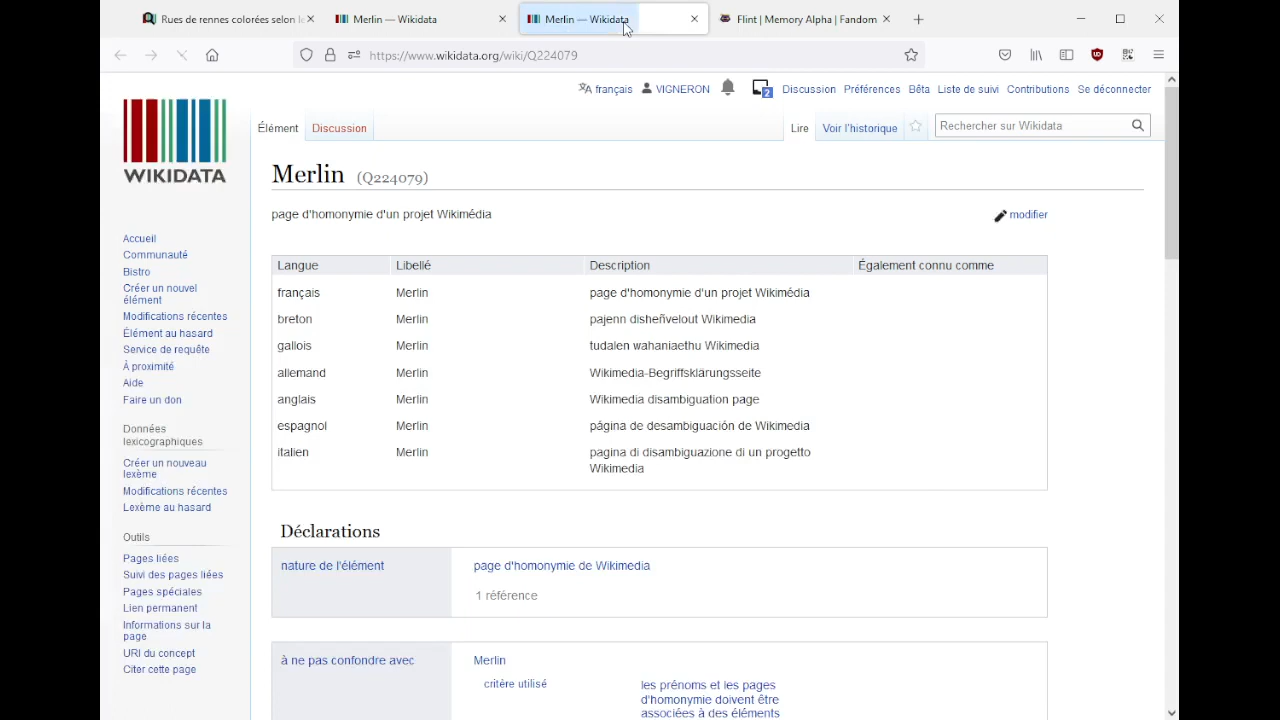 Rues de rennes colorées selon le
Merlin — Wikidata
Merlin — Wikidata
Flint | Memory Alpha | Fandom
https://www.wikidata.org/wiki/Q224079
français
VIGNERON
2
Discussion
Préférences
Bêta
Liste de suivi
Contributions
Se déconnecter
WIKIDATA
Élément
Discussion
Lire
Voir l'historique
Rechercher sur Wikidata
Merlin (Q224079)
page d'homonymie d'un projet Wikimédia
modifier
Langue Libellé Description Également connu comme
français Merlin page d'homonymie d'un projet Wikimédia
breton Merlin pajenn disheñvelout Wikimedia
gallois Merlin tudalen wahaniaethu Wikimedia
allemand Merlin Wikimedia-Begriffsklärungsseite
anglais Merlin Wikimedia disambiguation page
espagnol Merlin página de desambiguación de Wikimedia
italien Merlin pagina di disambiguazione di un progetto
Wikimedia
Déclarations
nature de l'élément
page d'homonymie de Wikimedia
1 référence
à ne pas confondre avec
Merlin
critère utilisé
les prénoms et les pages
d'homonymie doivent être
associées à des éléments
Accueil
Communauté
Bistro
Créer un nouvel
élément
Modifications récentes
Élément au hasard
Service de requête
À proximité
Aide
Faire un don
Données
lexicographiques
Créer un nouveau
lexème
Modifications récentes
Lexème au hasard
Outils
Pages liées
Suivi des pages liées
Pages spéciales
Lien permanent
Informations sur la
page
URI du concept
Citer cette page